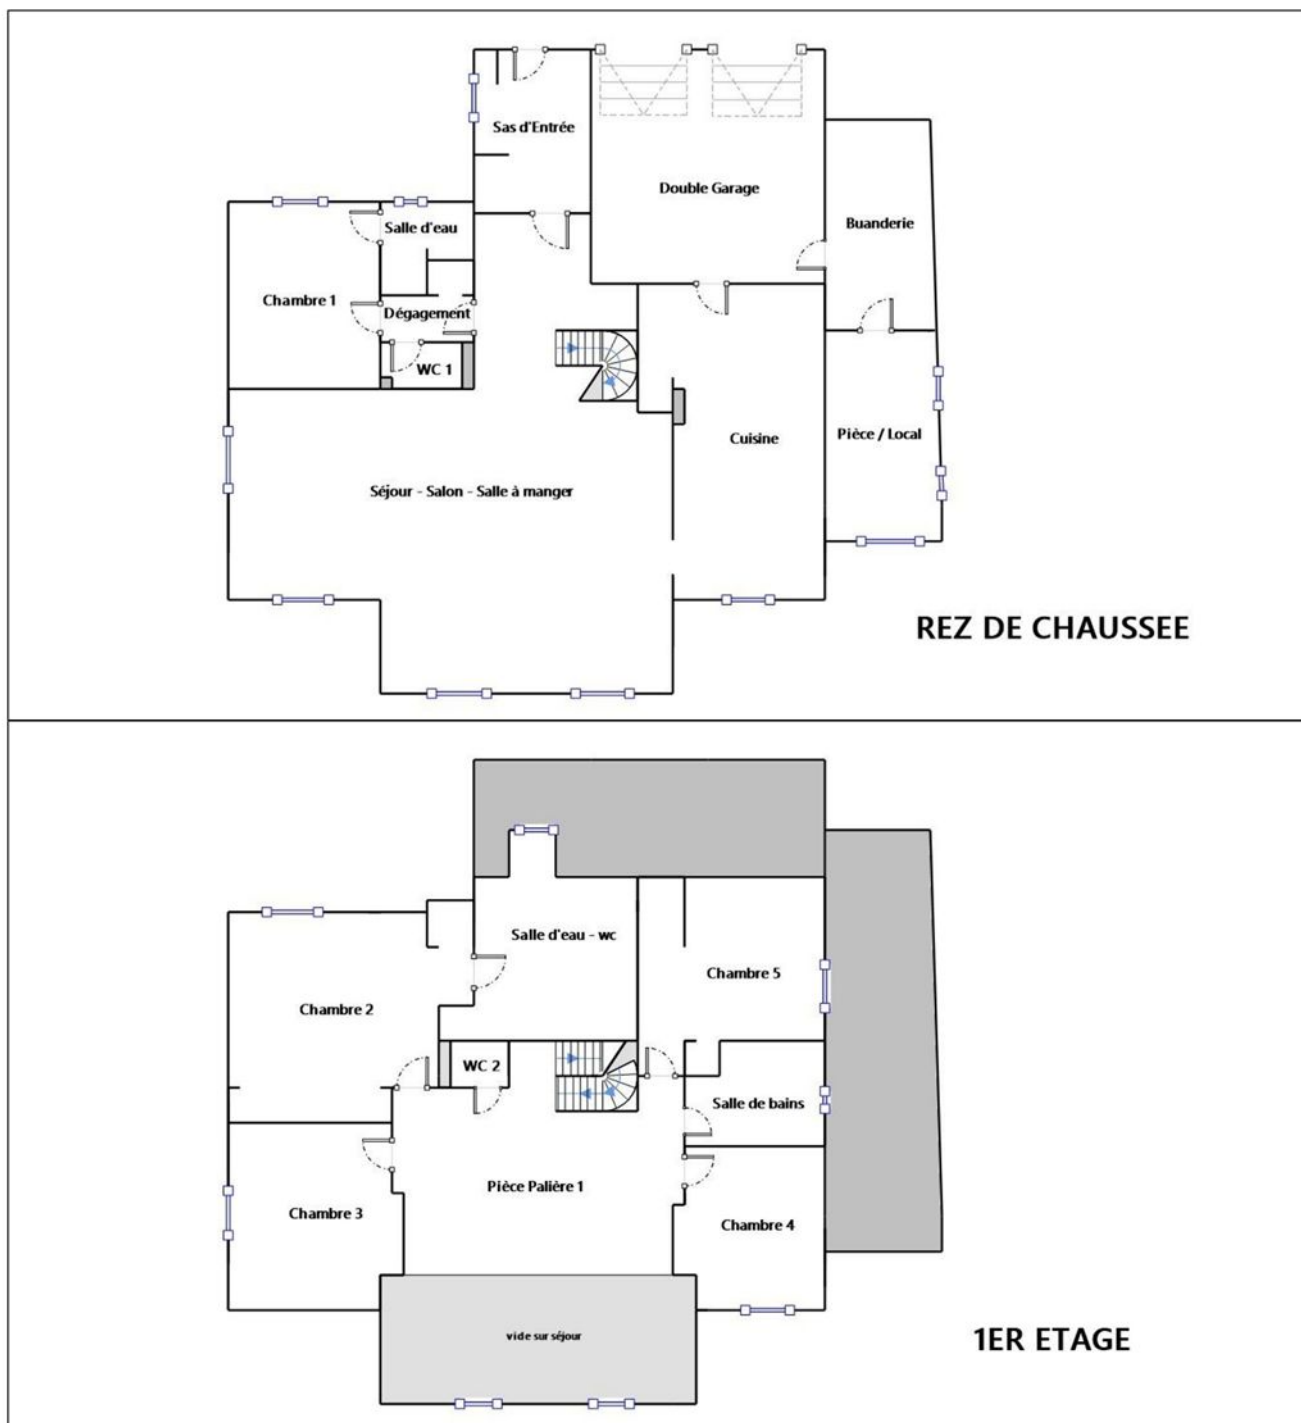 Sas d'Entrée
Double Garage
Buanderie
Salle d'eau
Chambre 1
Dégagement
WC 1
Cuisine
Pièce / Local
Séjour - Salon - Salle à manger
REZ DE CHAUSSEE
Salle d'eau - wc
Chambre 5
Chambre 2
WC 2
Salle de bains
Pièce Palière 1
Chambre 3
Chambre 4
vide sur séjour
1ER ETAGE